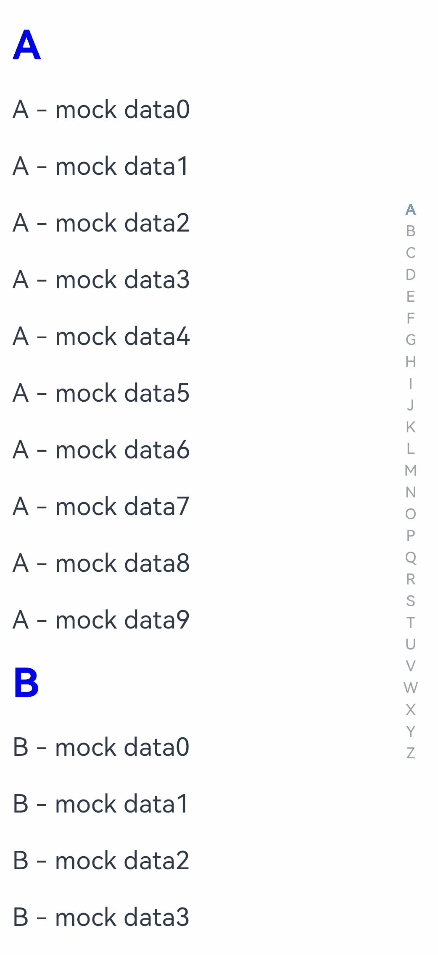 A
A - mock data0
A - mock data1
A - mock data2
A - mock data3
A - mock data4
A - mock data5
A - mock data6
A - mock data7
A - mock data8
A - mock data9
B
B - mock data0
B - mock data1
B - mock data2
B - mock data3
A
B
C
D
E
F
G
H
I
J
K
L
M
N
O
P
Q
R
S
T
U
V
W
X
Y
Z